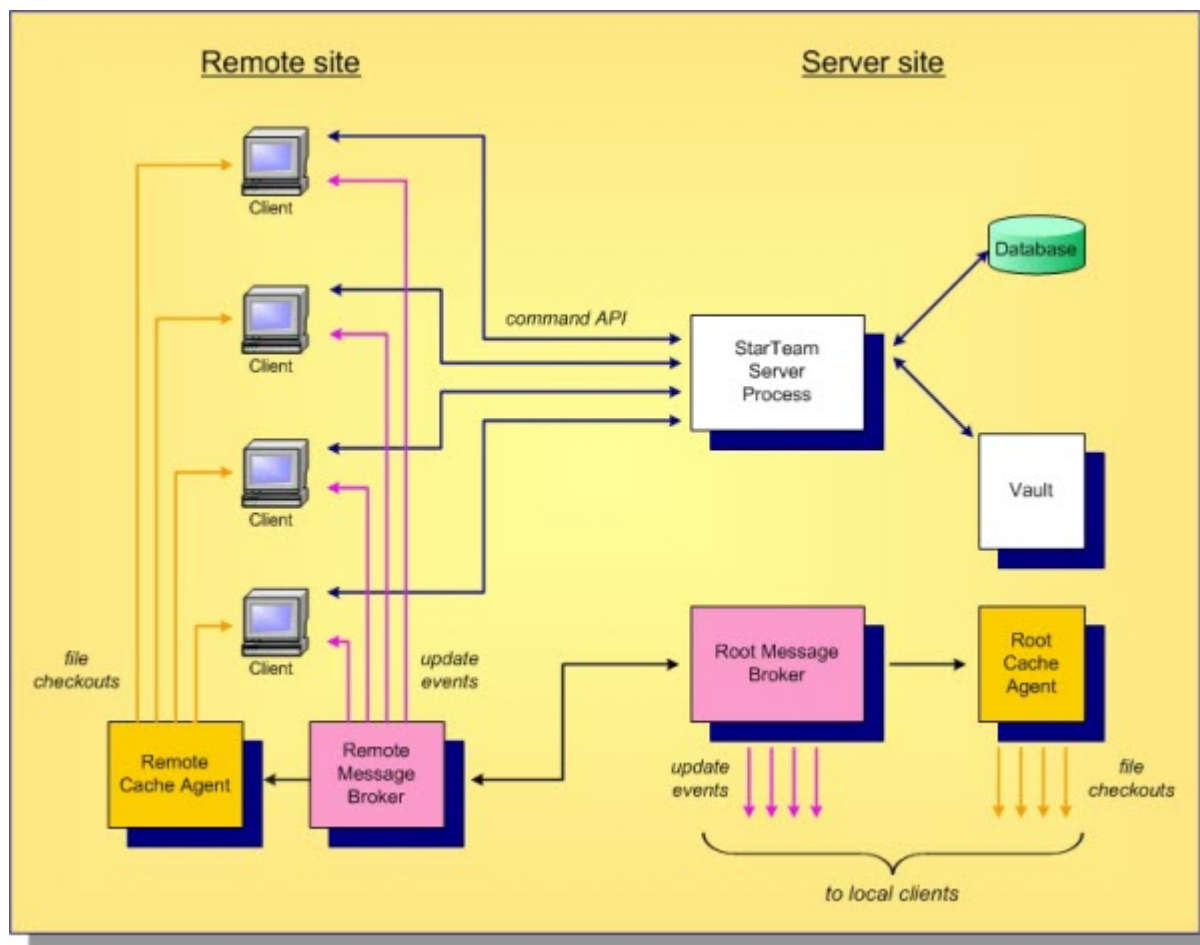 Remote site
Server site
Client
Database
command API
StarTeam
Server
Process
Client
Vault
Client
Client
file
checkouts
update
events
Root Message
Broker
Root
Cache
Agent
Remote
Cache Agent
Remote
Message
Broker
update
events
file
checkouts
to local clients